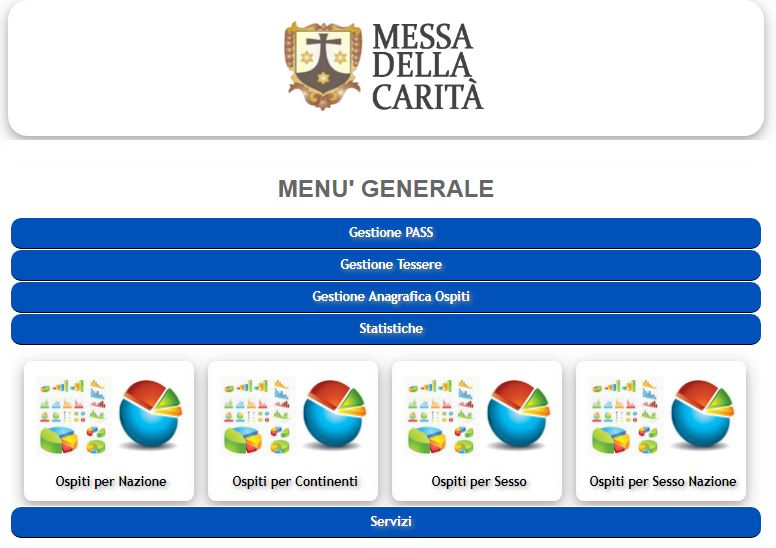 MESSA
DELLA
CARITÀ
MENU' GENERALE
Gestione PASS
Gestione Tessere
Gestione Anagrafica Ospiti
Statistiche
Ospiti per Nazione
Ospiti per Continenti
Ospiti per Sesso
Ospiti per Sesso Nazione
Servizi